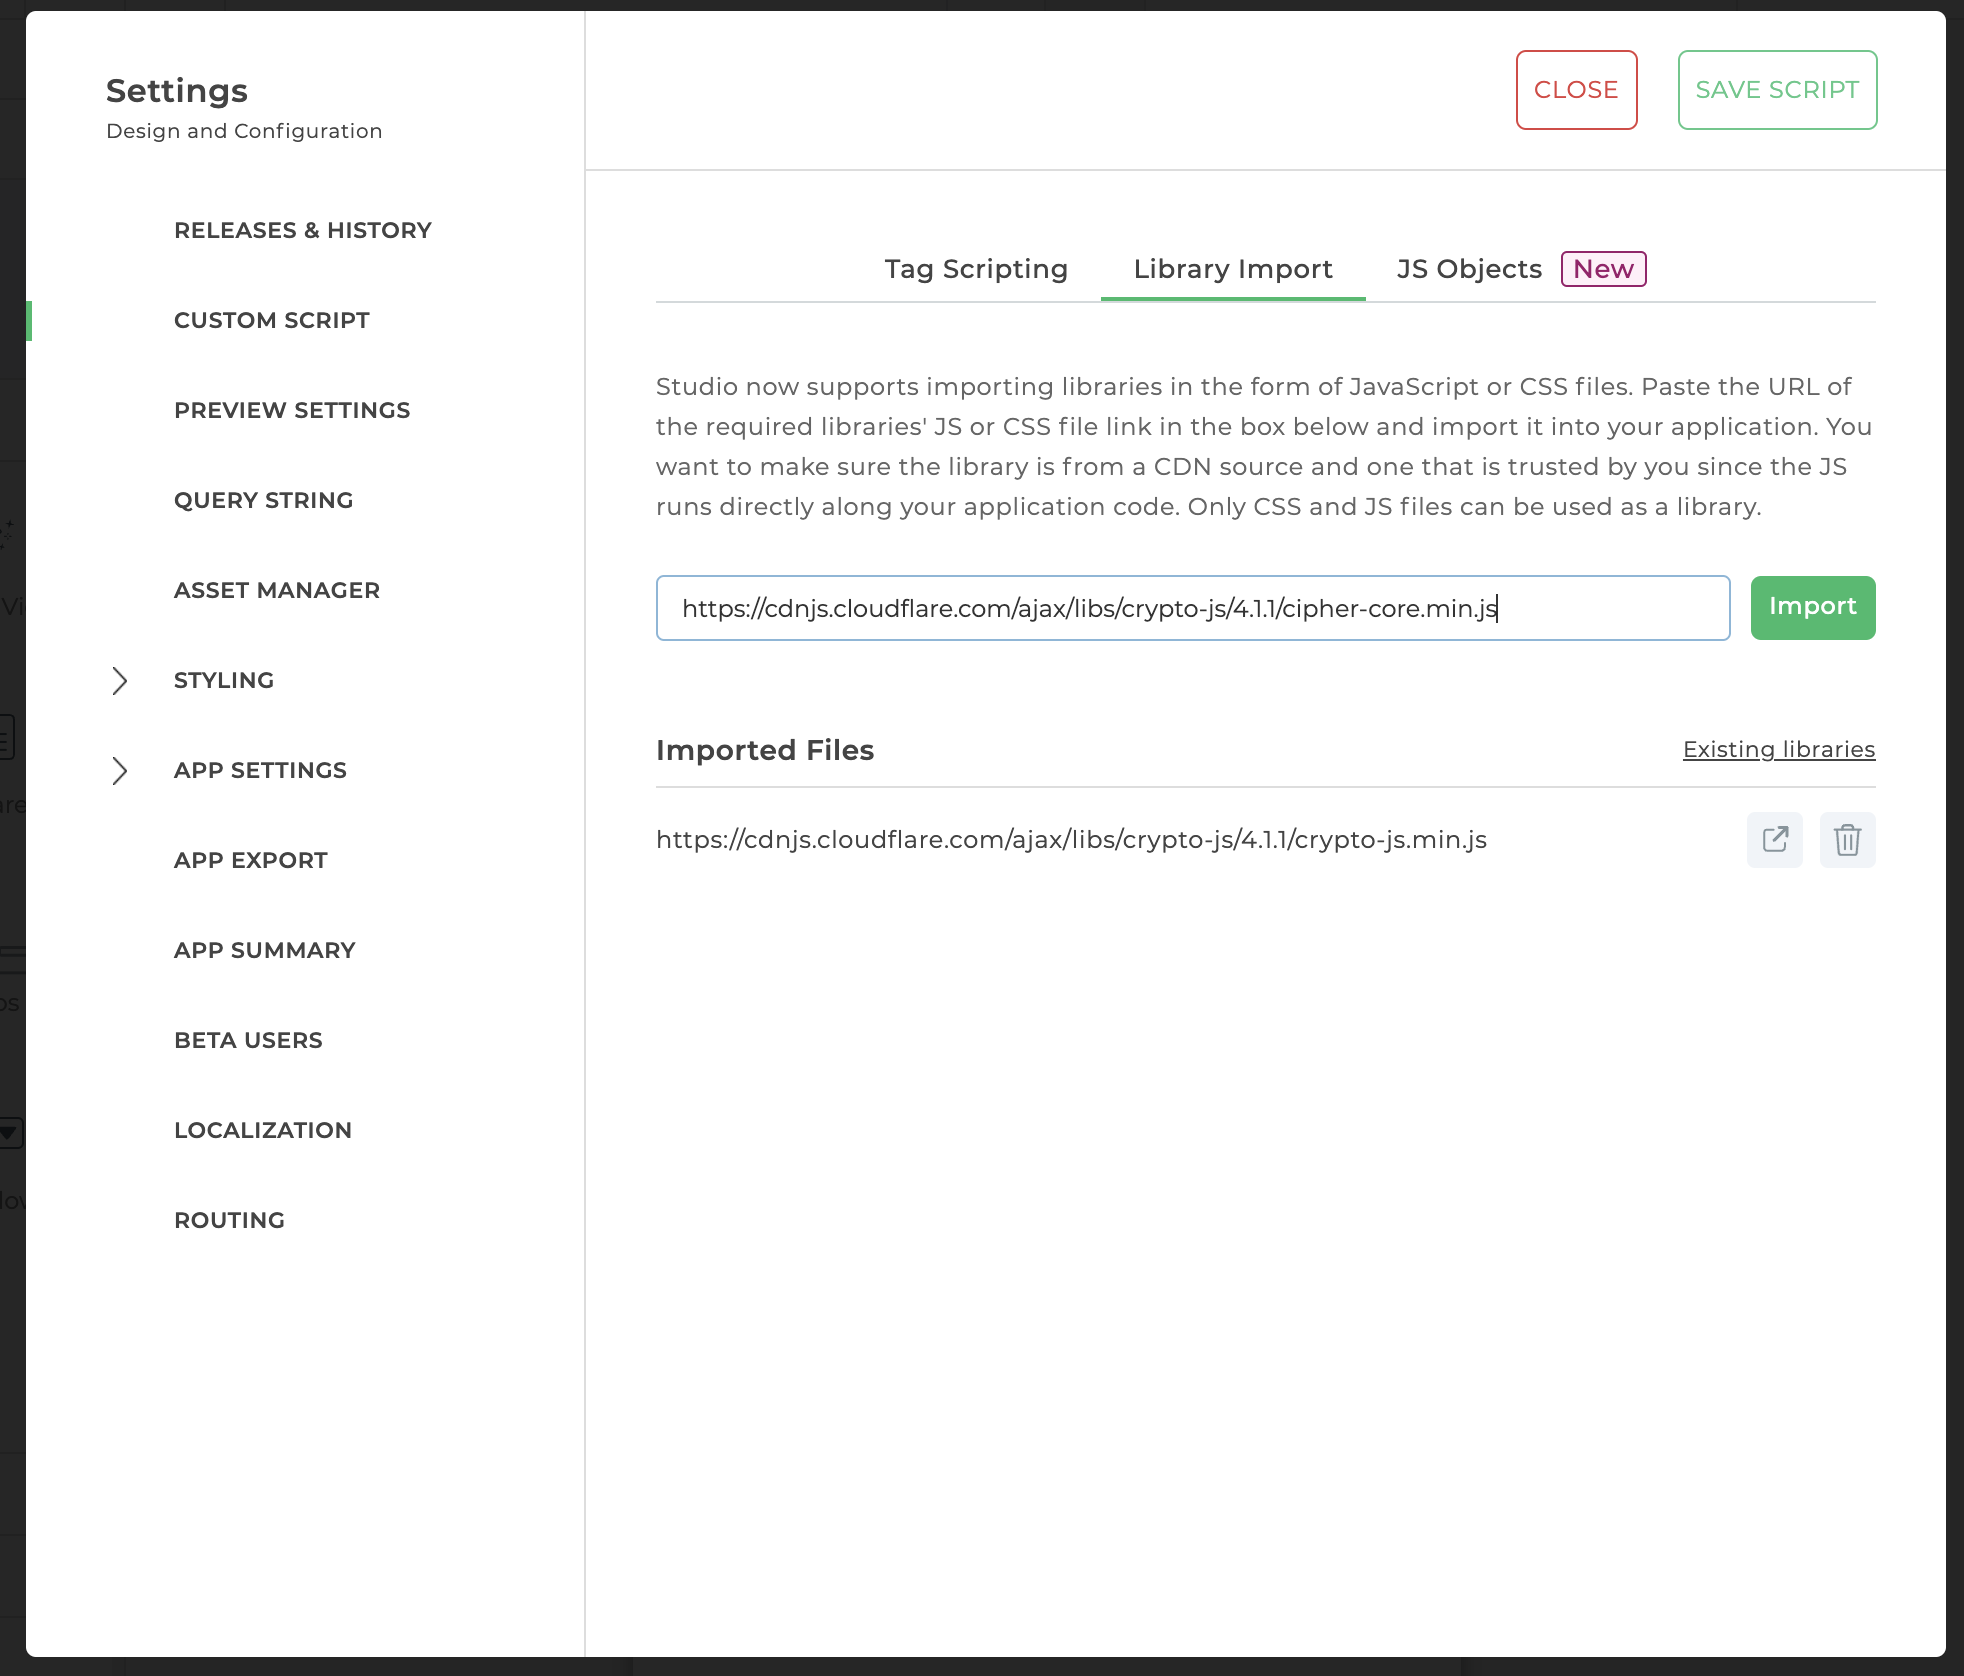 Settings
Design and Configuration
RELEASES & HISTORY
CUSTOM SCRIPT
PREVIEW SETTINGS
QUERY STRING
ASSET MANAGER
STYLING
APP SETTINGS
APP EXPORT
APP SUMMARY
BETA USERS
LOCALIZATION
ROUTING
CLOSE
SAVE SCRIPT
Tag Scripting
Library Import
JS Objects New
Studio now supports importing libraries in the form of JavaScript or CSS files. Paste the URL of
the required libraries' JS or CSS file link in the box below and import it into your application. You
want to make sure the library is from a CDN source and one that is trusted by you since the JS
runs directly along your application code. Only CSS and JS files can be used as a library.
https://cdnjs.cloudflare.com/ajax/libs/crypto-js/4.1.1/cipher-core.min.js
Import
Imported Files
Existing libraries
https://cdnjs.cloudflare.com/ajax/libs/crypto-js/4.1.1/crypto-js.min.js